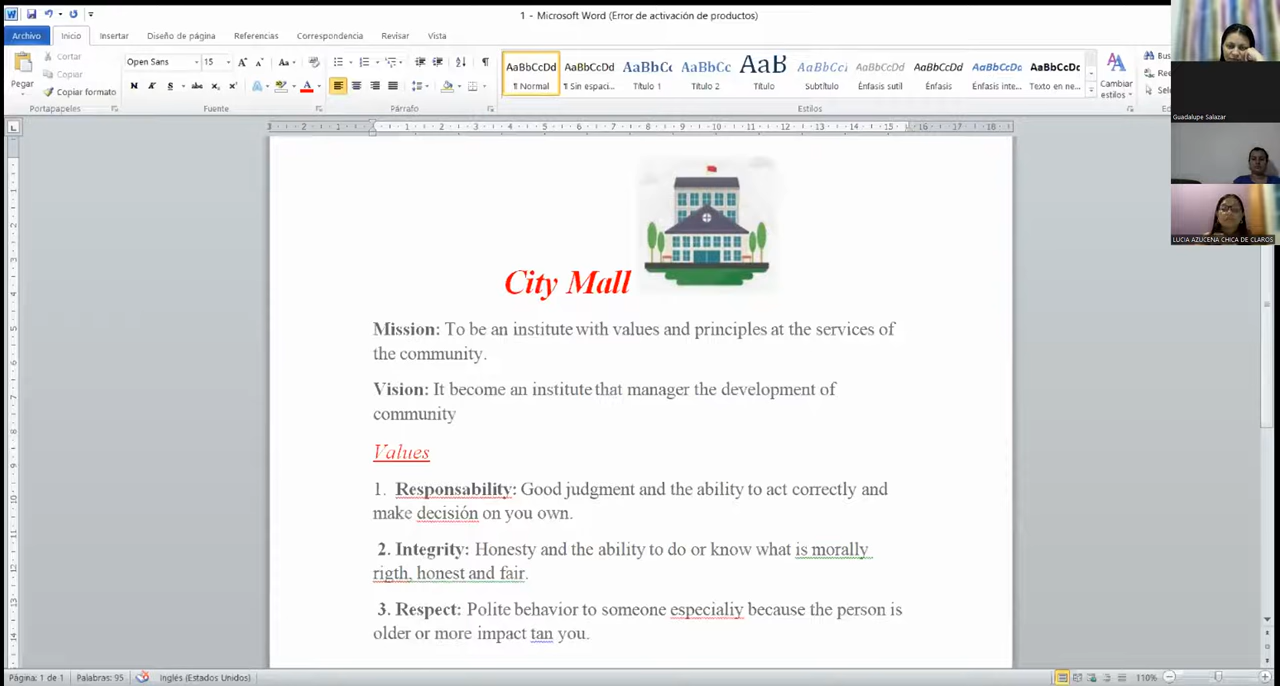 1 - Microsoft Word (Error de activación de productos)
Archivo Inicio Insertar Diseño de página Referencias Correspondencia Revisar Vista
Cortar
Copiar
Copiar formato
Pegar
Portapapeles
Open Sans 15
Fuente
Párrafo
AaBbCcDd AaBbCcDd AaBbCc AaBbCc AaB AaBbCcI AaBbCcDd AaBbCcDd AaBbCcDd AaBbCcDc
¶ Normal ¶ Sin espaci... Título 1 Título 2 Título Subtítulo Énfasis sutil Énfasis Énfasis inte... Texto en ne...
Estilos
Cambiar
estilos
Guadalupe Salazar
LUCIA AZUCENA CHICA DE CLAROS
City Mall
Mission: To be an institute with values and principles at the services of
the community.
Vision: It become an institute that manager the development of
community
Values
1. Responsability: Good judgment and the ability to act correctly and
make decisión on you own.
2. Integrity: Honesty and the ability to do or know what is morally
rigth, honest and fair.
3. Respect: Polite behavior to someone especialiy because the person is
older or more impact tan you.
Página: 1 de 1 Palabras: 95 Inglés (Estados Unidos) 110%